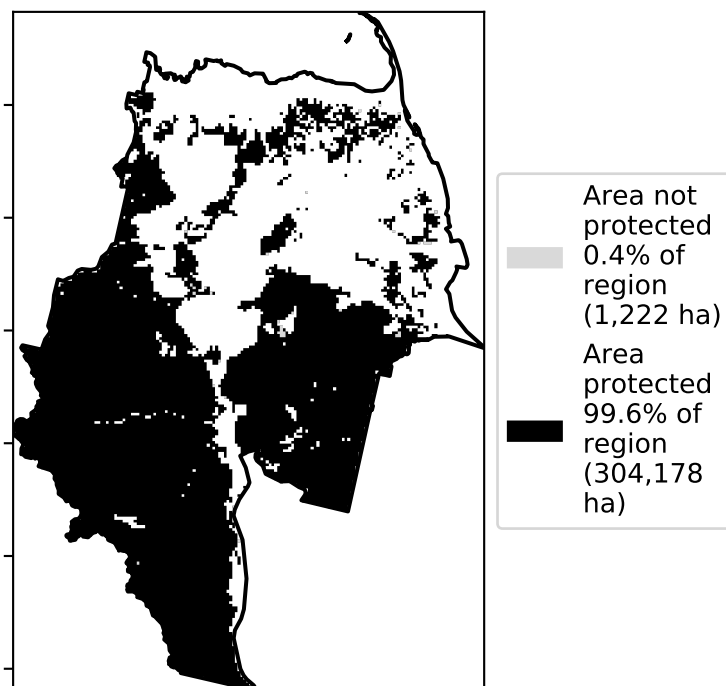 Area not
protected
0.4% of
region
(1,222 ha)
Area
protected
99.6% of
region
(304,178
ha)